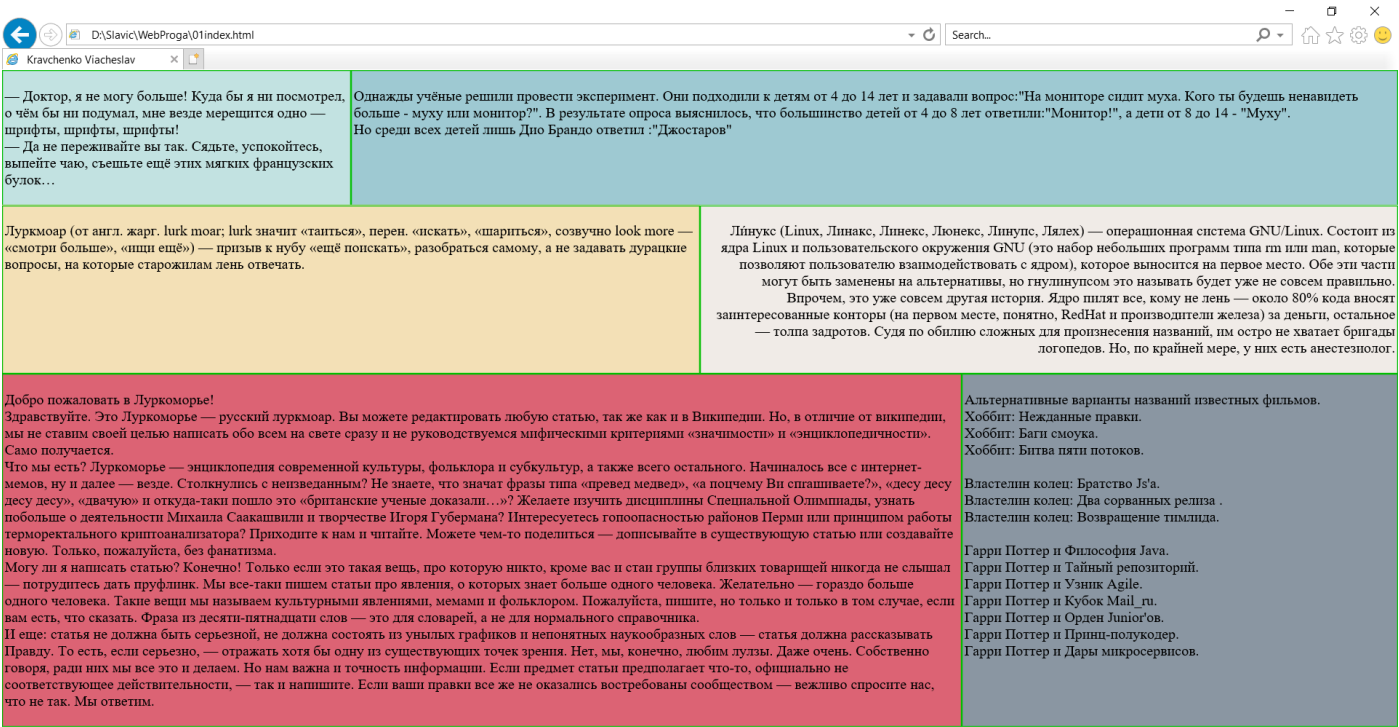 D:\Slavic\WebProga\01index.html
Search...
Kravchenko Viacheslav
— Доктор, я не могу больше! Куда бы я ни посмотрел,
о чём бы ни подумал, мне везде мерещится одно —
шрифты, шрифты, шрифты!
— Да не переживайте вы так. Сядьте, успокойтесь,
выпейте чаю, съешьте ещё этих мягких французских
булок…
Однажды учёные решили провести эксперимент. Они подходили к детям от 4 до 14 лет и задавали вопрос:"На мониторе сидит муха. Кого ты будешь ненавидеть
больше - муху или монитор?". В результате опроса выяснилось, что большинство детей от 4 до 8 лет ответили:"Монитор!", а дети от 8 до 14 - "Муху".
Но среди всех детей лишь Дио Брандо ответил :"Джостаров"
Луркмоар (от англ. жарг. lurk moar; lurk значит «таиться», перен. «искать», «шариться», созвучно look more —
«смотри больше», «ищи ещё») — призыв к нубу «ещё поискать», разобраться самому, а не задавать дурацкие
вопросы, на которые старожилам лень отвечать.
Ли́нукс (Linux, Линакс, Линекс, Люнекс, Линупс, Лялех) — операционная система GNU/Linux. Состоит из
ядра Linux и пользовательского окружения GNU (это набор небольших программ типа rm или man, которые
позволяют пользователю взаимодействовать с ядром), которое выносится на первое место. Обе эти части
могут быть заменены на альтернативы, но гнулинупсом это называть будет уже не совсем правильно.
Впрочем, это уже совсем другая история. Ядро пилят все, кому не лень — около 80% кода вносят
заинтересованные конторы (на первом месте, понятно, RedHat и производители железа) за деньги, остальное
— толпа задротов. Судя по обилию сложных для произнесения названий, им остро не хватает бригады
логопедов. Но, по крайней мере, у них есть анестезиолог.
Добро пожаловать в Луркоморье!
Здравствуйте. Это Луркоморье — русский луркмоар. Вы можете редактировать любую статью, так же как и в Википедии. Но, в отличие от википедии,
мы не ставим своей целью написать обо всем на свете сразу и не руководствуемся мифическими критериями «значимости» и «энциклопедичности».
Само получается.
Что мы есть? Луркоморье — энциклопедия современной культуры, фольклора и субкультур, а также всего остального. Начиналось все с интернет-
мемов, ну и далее — везде. Столкнулись с неизведанным? Не знаете, что значат фразы типа «превед медвед», «а поцчему Ви спгашиваете?», «десу десу
десу десу», «двачую» и откуда-таки пошло это «британские ученые доказали…»? Желаете изучить дисциплины Специальной Олимпиады, узнать
побольше о деятельности Михаила Саакашвили и творчестве Игоря Губермана? Интересуетесь гопоопасностью районов Перми или принципом работы
терморектального криптоанализатора? Приходите к нам и читайте. Можете чем-то поделиться — дописывайте в существующую статью или создавайте
новую. Только, пожалуйста, без фанатизма.
Могу ли я написать статью? Конечно! Только если это такая вещь, про которую никто, кроме вас и стаи группы близких товарищей никогда не слышал
— потрудитесь дать пруфлинк. Мы все-таки пишем статьи про явления, о которых знает больше одного человека. Желательно — гораздо больше
одного человека. Такие вещи мы называем культурными явлениями, мемами и фольклором. Пожалуйста, пишите, но только и только в том случае, если
вам есть, что сказать. Фраза из десяти-пятнадцати слов — это для словарей, а не для нормального справочника.
И еще: статья не должна быть серьезной, не должна состоять из унылых графиков и непонятных наукообразных слов — статья должна рассказывать
Правду. То есть, если серьезно, — отражать хотя бы одну из существующих точек зрения. Нет, мы, конечно, любим лулзы. Даже очень. Собственно
говоря, ради них мы все это и делаем. Но нам важна и точность информации. Если предмет статьи предполагает что-то, официально не
соответствующее действительности, — так и напишите. Если ваши правки все же не оказались востребованы сообществом — вежливо спросите нас,
что не так. Мы ответим.
Альтернативные варианты названий известных фильмов.
Хоббит: Нежданные правки.
Хоббит: Баги смоука.
Хоббит: Битва пяти потоков.
Властелин колец: Братство Js'а.
Властелин колец: Два сорванных релиза .
Властелин колец: Возвращение тимлида.
Гарри Поттер и Философия Java.
Гарри Поттер и Тайный репозиторий.
Гарри Поттер и Узник Agile.
Гарри Поттер и Кубок Mail_ru.
Гарри Поттер и Орден Junior'ов.
Гарри Поттер и Принц-полукодер.
Гарри Поттер и Дары микросервисов.